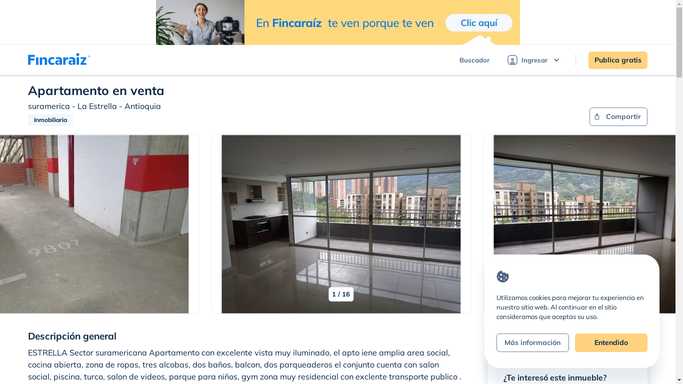 En Fincaraíz te ven porque te ven
Clic aquí
Fincaraíz
Buscador
Ingresar
Publica gratis
Apartamento en venta
suramerica - La Estrella - Antioquia
Inmobiliaria
Compartir
9807
1 / 16
Utilizamos cookies para mejorar tu experiencia en
nuestro sitio web. Al continuar en el sitio
consideramos que aceptas su uso.
Más información
Entendido
Descripción general
ESTRELLA Sector suramericana Apartamento con excelente vista muy iluminado, el apto iene amplia area social,
cocina abierta, zona de ropas, tres alcobas, dos baños, balcon, dos parqueaderos el conjunto cuenta con salon
social, piscina, turco, salon de videos, parque para niños, gym zona muy residencial con exclente transporte publico .
¿Te interesó este inmueble?